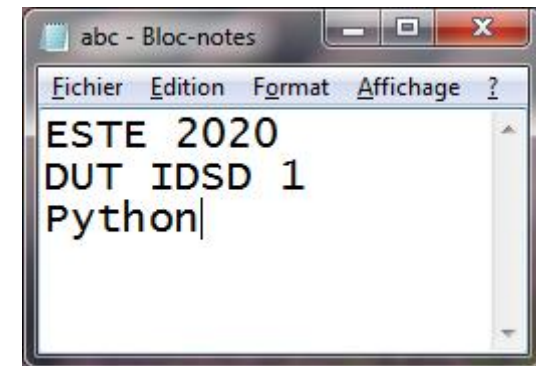 abc - Bloc-notes
Fichier Edition Format Affichage ?
ESTE 2020
DUT IDSD 1
Python